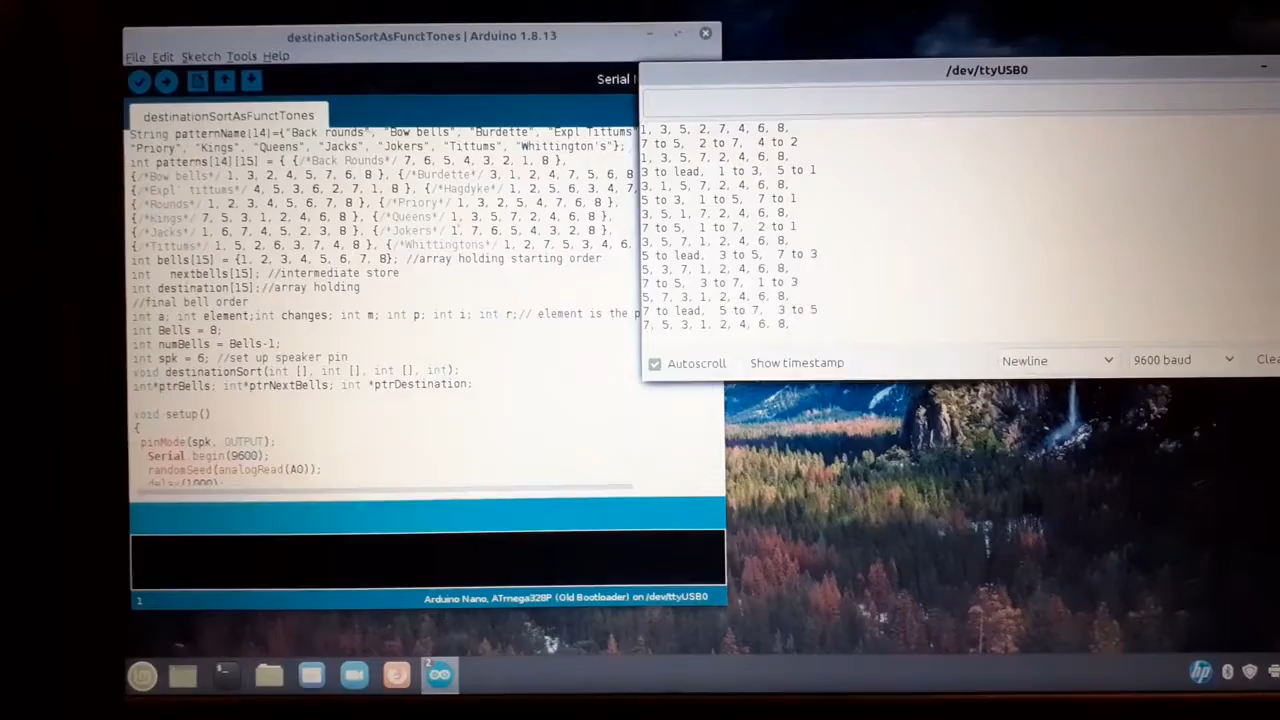 destinationSortAsFunctTones | Arduino 1.8.13
File Edit Sketch Tools Help
Serial
destinationSortAsFunctTones
String patternName[14]={"Back rounds", "Bow bells", "Burdette", "Expl Tittums"
"Priory", "Kings", "Queens", "Jacks", "Jokers", "Tittums", "Whittington's"};
int patterns[14][15] = { {/*Back Rounds*/ 7, 6, 5, 4, 3, 2, 1, 8 },
{/*Bow bells*/ 1, 3, 2, 4, 5, 7, 6, 8 }, {/*Burdette*/ 3, 1, 2, 4, 7, 5, 6, 8
{/*Expl' tittums*/ 4, 5, 3, 6, 2, 7, 1, 8 }, {/*Hagdyke*/ 1, 2, 5, 6, 3, 4, 7,
{/*Rounds*/ 1, 2, 3, 4, 5, 6, 7, 8 }, {/*Priory*/ 1, 3, 2, 5, 4, 7, 6, 8 },
{/*Kings*/ 7, 5, 3, 1, 2, 4, 6, 8 }, {/*Queens*/ 1, 3, 5, 7, 2, 4, 6, 8 },
{/*Jacks*/ 1, 6, 7, 4, 5, 2, 3, 8 }, {/*Jokers*/ 1, 7, 6, 5, 4, 3, 2, 8 },
{/*Tittums*/ 1, 5, 2, 6, 3, 7, 4, 8 }, {/*Whittingtons*/ 1, 2, 7, 5, 3, 4, 6,
int bells[15] = {1, 2, 3, 4, 5, 6, 7, 8}; //array holding starting order
int nextbells[15]; //intermediate store
int destination[15];//array holding
//final bell order
int a; int element;int changes; int m; int p; int i; int r;// element is the p
int Bells = 8;
int numBells = Bells-1;
int spk = 6; //set up speaker pin
void destinationSort(int [], int [], int [], int);
int*ptrBells; int*ptrNextBells; int *ptrDestination;
void setup()
{
pinMode(spk, OUTPUT);
Serial.begin(9600);
randomSeed(analogRead(A0));
delay(1000);
1
Arduino Nano, ATmega328P (Old Bootloader) on /dev/ttyUSB0
/dev/ttyUSB0
1, 3, 5, 2, 7, 4, 6, 8,
7 to 5, 2 to 7, 4 to 2
1, 3, 5, 7, 2, 4, 6, 8,
3 to lead, 1 to 3, 5 to 1
3, 1, 5, 7, 2, 4, 6, 8,
5 to 3, 1 to 5, 7 to 1
3, 5, 1, 7, 2, 4, 6, 8,
7 to 5, 1 to 7, 2 to 1
3, 5, 7, 1, 2, 4, 6, 8,
5 to lead, 3 to 5, 7 to 3
5, 3, 7, 1, 2, 4, 6, 8,
7 to 5, 3 to 7, 1 to 3
5, 7, 3, 1, 2, 4, 6, 8,
7 to lead, 5 to 7, 3 to 5
7, 5, 3, 1, 2, 4, 6, 8,
Autoscroll Show timestamp Newline 9600 baud Clea
2
hp